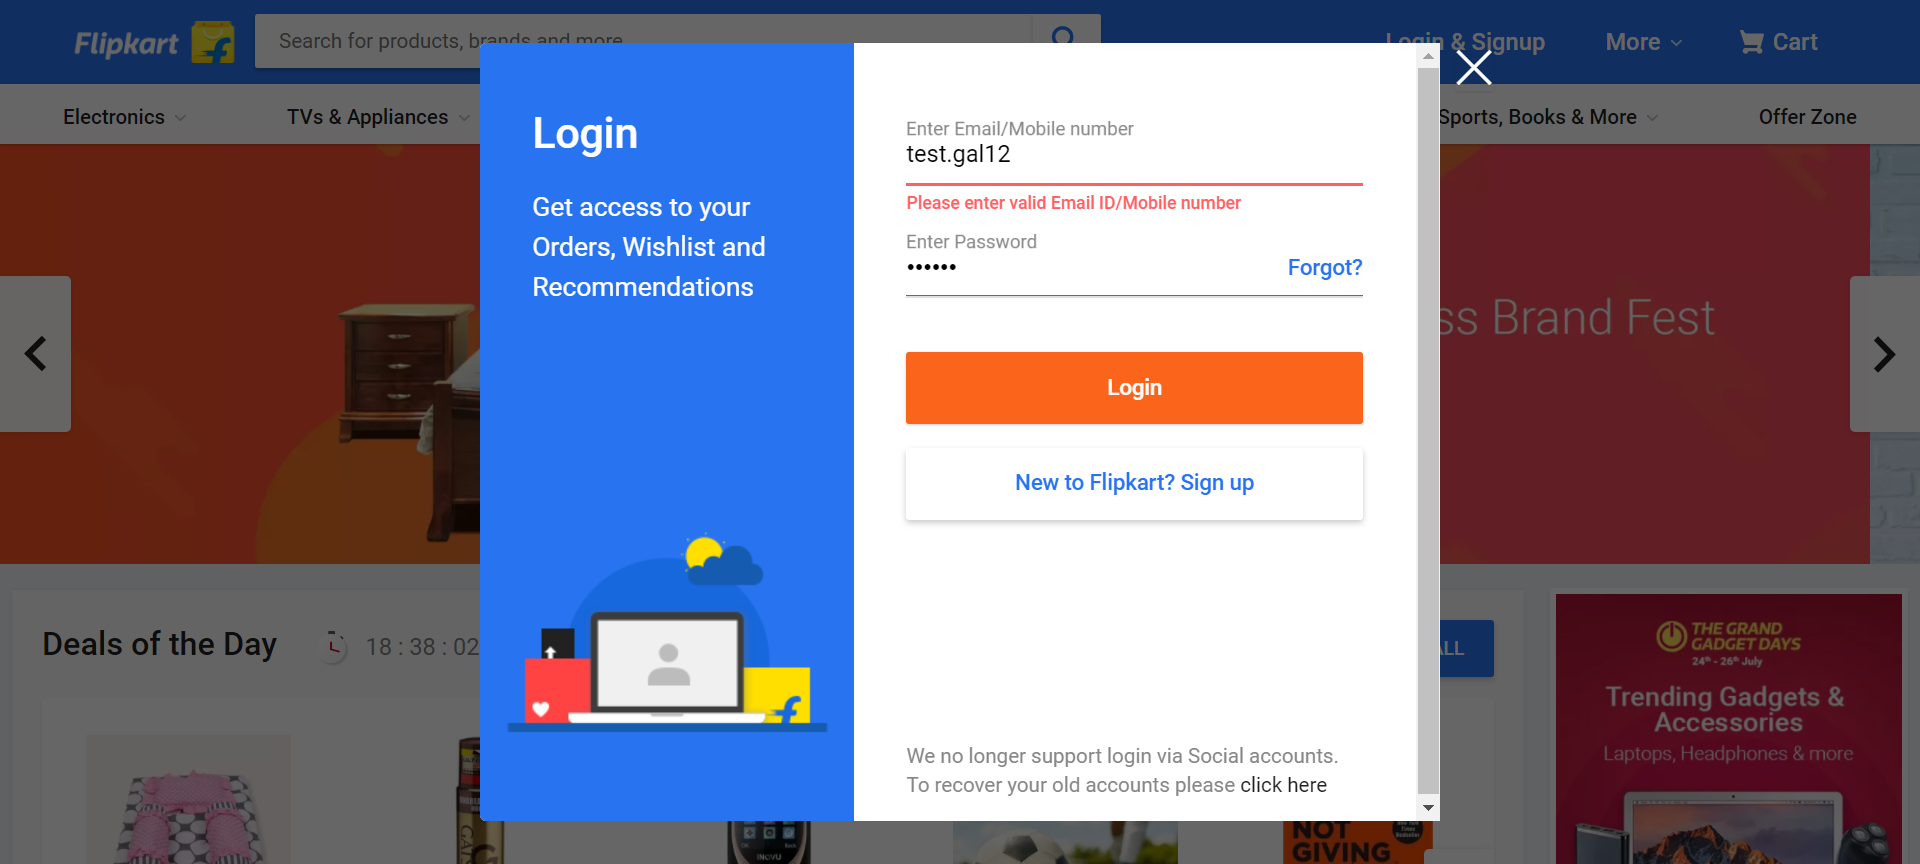 Flipkart
Search for products, brands and more
Login & Signup
More
Cart
Electronics
TVs & Appliances
Sports, Books & More
Offer Zone
Login
Get access to your
Orders, Wishlist and
Recommendations
Enter Email/Mobile number
test.gal12
Please enter valid Email ID/Mobile number
Enter Password
••••••
Forgot?
Login
New to Flipkart? Sign up
We no longer support login via Social accounts.
To recover your old accounts please click here
ss Brand Fest
Deals of the Day
18 : 38 : 02
ALL
THE GRAND
GADGET DAYS
24th - 26th July
Trending Gadgets &
Accessories
Laptops, Headphones & more
INOVU
NOT
GIVING